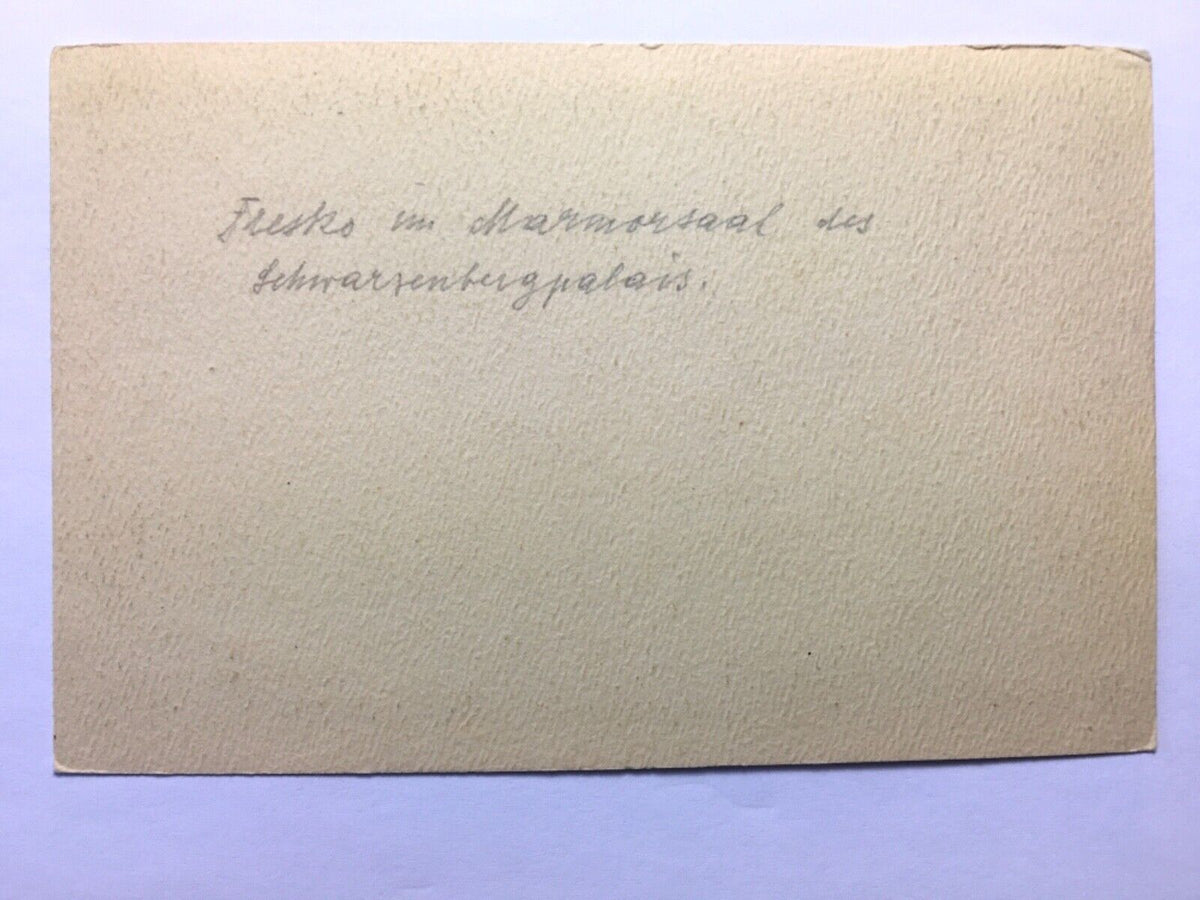 Fresko im Marmorsaal des
Schwarzenbergpalais.